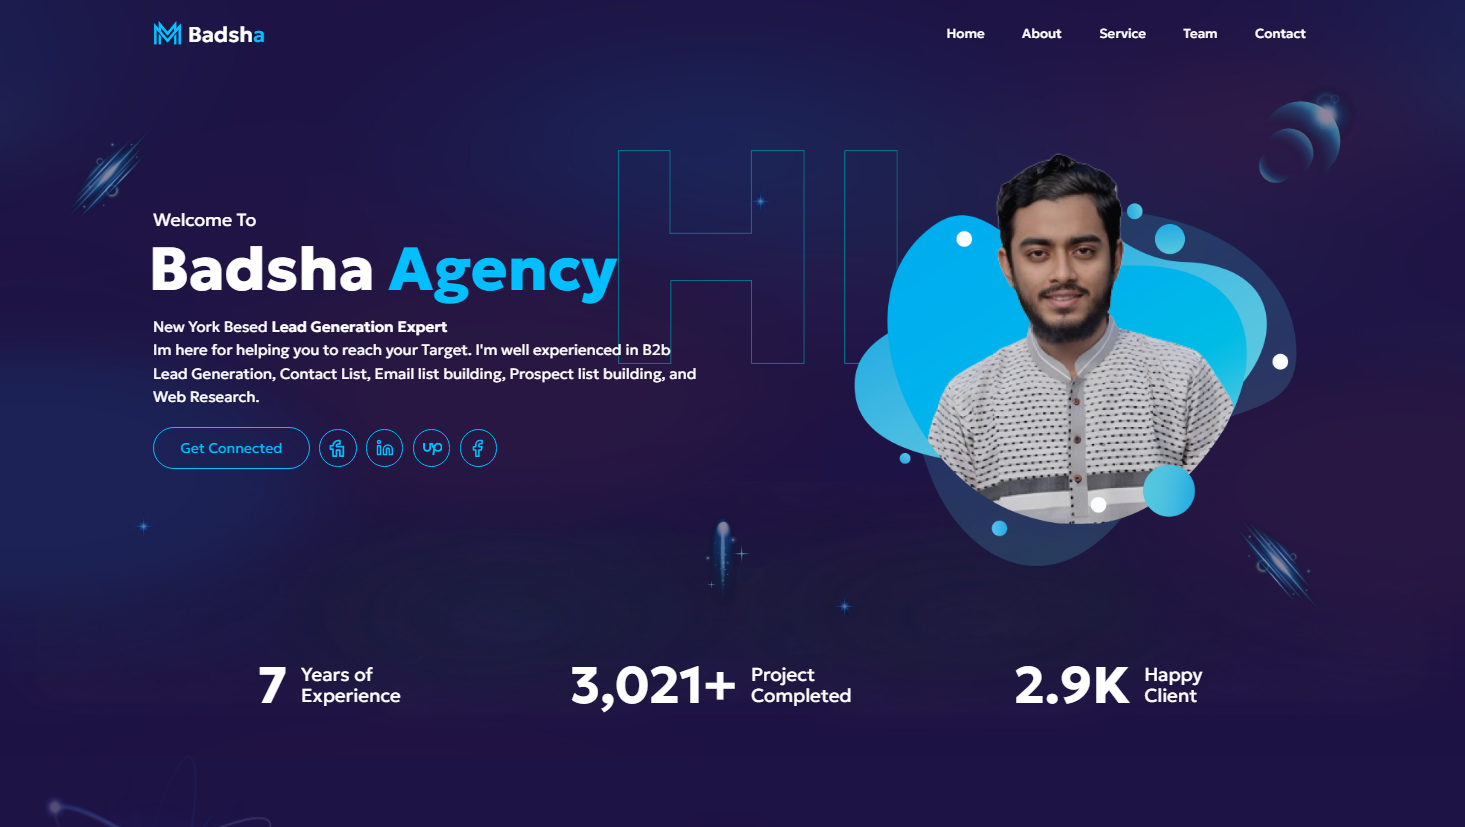 Badsha
Home About Service Team Contact
HI
Welcome To
Badsha Agency
New York Besed Lead Generation Expert
Im here for helping you to reach your Target. I'm well experienced in B2b
Lead Generation, Contact List, Email list building, Prospect list building, and
Web Research.
Get Connected
in
up
f
7 Years of
Experience
3,021+ Project
Completed
2.9K Happy
Client